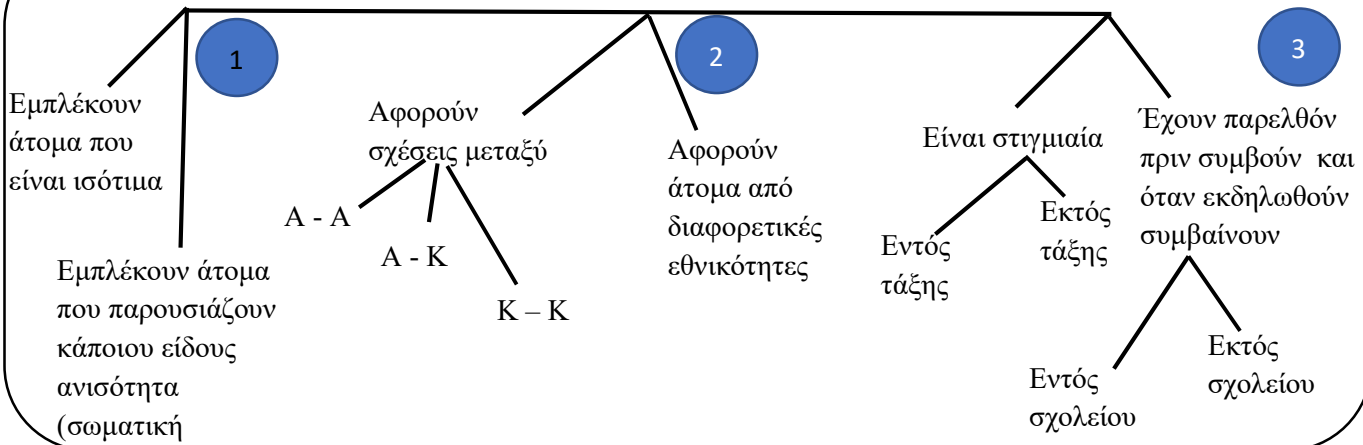 1
Εμπλέκουν
άτομα που
είναι ισότιμα
Εμπλέκουν άτομα
που παρουσιάζουν
κάποιου είδους
ανισότητα
(σωματική
2
Αφορούν
σχέσεις μεταξύ
Α - Α
Α - Κ
Κ – Κ
Αφορούν
άτομα από
διαφορετικές
εθνικότητες
3
Είναι στιγμιαία
Εντός
τάξης
Εκτός
τάξης
Έχουν παρελθόν
πριν συμβούν και
όταν εκδηλωθούν
συμβαίνουν
Εντός
σχολείου
Εκτός
σχολείου